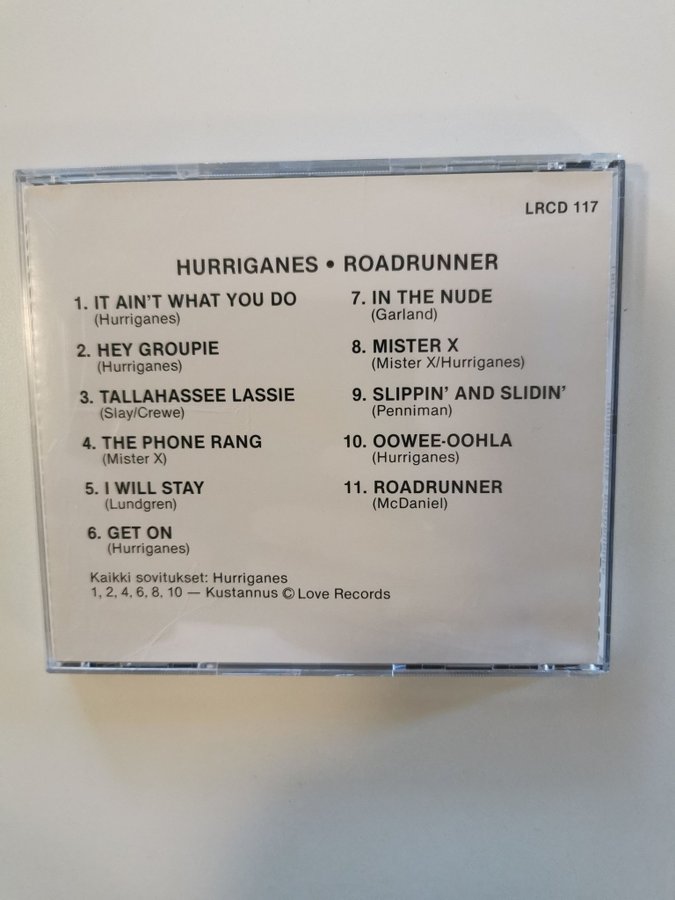 LRCD 117
HURRIGANES • ROADRUNNER
1. IT AIN'T WHAT YOU DO
(Hurriganes)
2. HEY GROUPIE
(Hurriganes)
3. TALLAHASSEE LASSIE
(Slay/Crewe)
4. THE PHONE RANG
(Mister X)
5. I WILL STAY
(Lundgren)
6. GET ON
(Hurriganes)
7. IN THE NUDE
(Garland)
8. MISTER X
(Mister X/Hurriganes)
9. SLIPPIN' AND SLIDIN'
(Penniman)
10. OOWEE-OOHLA
(Hurriganes)
11. ROADRUNNER
(McDaniel)
Kaikki sovitukset: Hurriganes
1, 2, 4, 6, 8, 10 — Kustannus © Love Records